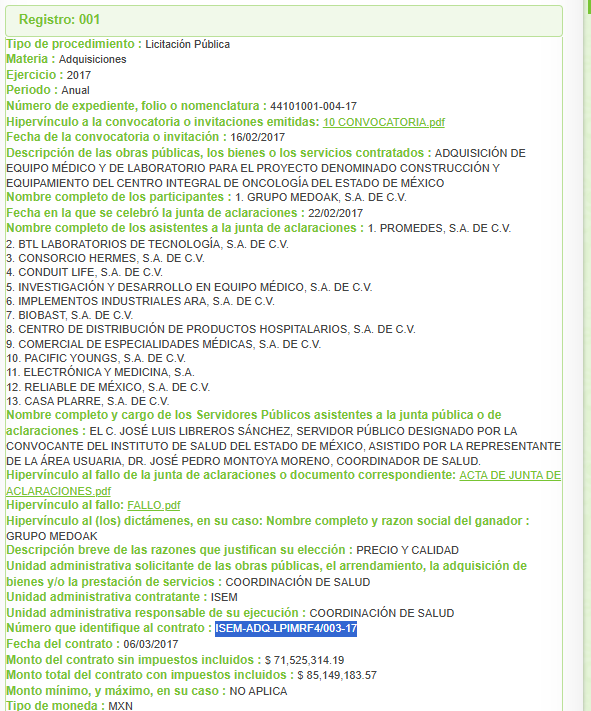 Registro: 001
Tipo de procedimiento : Licitación Pública
Materia : Adquisiciones
Ejercicio : 2017
Periodo : Anual
Número de expediente, folio o nomenclatura : 44101001-004-17
Hipervínculo a la convocatoria o invitaciones emitidas: 10 CONVOCATORIA.pdf
Fecha de la convocatoria o invitación : 16/02/2017
Descripción de las obras públicas, los bienes o los servicios contratados : ADQUISICIÓN DE
EQUIPO MÉDICO Y DE LABORATORIO PARA EL PROYECTO DENOMINADO CONSTRUCCIÓN Y
EQUIPAMIENTO DEL CENTRO INTEGRAL DE ONCOLOGÍA DEL ESTADO DE MÉXICO
Nombre completo de los participantes : 1. GRUPO MEDOAK, S.A. DE C.V.
Fecha en la que se celebró la junta de aclaraciones : 22/02/2017
Nombre completo de los asistentes a la junta de aclaraciones : 1. PROMEDES, S.A. DE C.V.
2. BTL LABORATORIOS DE TECNOLOGÍA, S.A. DE C.V.
3. CONSORCIO HERMES, S.A. DE C.V.
4. CONDUIT LIFE, S.A. DE C.V.
5. INVESTIGACIÓN Y DESARROLLO EN EQUIPO MÉDICO, S.A. DE C.V.
6. IMPLEMENTOS INDUSTRIALES ARA, S.A. DE C.V.
7. BIOBAST, S.A. DE C.V.
8. CENTRO DE DISTRIBUCIÓN DE PRODUCTOS HOSPITALARIOS, S.A. DE C.V.
9. COMERCIAL DE ESPECIALIDADES MÉDICAS, S.A. DE C.V.
10. PACIFIC YOUNGS, S.A. DE C.V.
11. ELECTRÓNICA Y MEDICINA, S.A.
12. RELIABLE DE MÉXICO, S.A. DE C.V.
13. CASA PLARRE, S.A. DE C.V.
Nombre completo y cargo de los Servidores Públicos asistentes a la junta pública o de
aclaraciones : EL C. JOSÉ LUIS LIBREROS SÁNCHEZ, SERVIDOR PÚBLICO DESIGNADO POR LA
CONVOCANTE DEL INSTITUTO DE SALUD DEL ESTADO DE MÉXICO, ASISTIDO POR LA REPRESENTANTE
DE LA ÁREA USUARIA, DR. JOSÉ PEDRO MONTOYA MORENO, COORDINADOR DE SALUD.
Hipervínculo al fallo de la junta de aclaraciones o documento correspondiente: ACTA DE JUNTA DE
ACLARACIONES.pdf
Hipervínculo al fallo: FALLO.pdf
Hipervínculo al (los) dictámenes, en su caso: Nombre completo y razon social del ganador :
GRUPO MEDOAK
Descripción breve de las razones que justifican su elección : PRECIO Y CALIDAD
Unidad administrativa solicitante de las obras públicas, el arrendamiento, la adquisición de
bienes y/o la prestación de servicios : COORDINACIÓN DE SALUD
Unidad administrativa contratante : ISEM
Unidad administrativa responsable de su ejecución : COORDINACIÓN DE SALUD
Número que identifique al contrato : ISEM-ADQ-LPIMRF4/003-17
Fecha del contrato : 06/03/2017
Monto del contrato sin impuestos incluidos : $ 71,525,314.19
Monto total del contrato con impuestos incluidos : $ 85,149,183.57
Monto mínimo, y máximo, en su caso : NO APLICA
Tipo de moneda : MXN